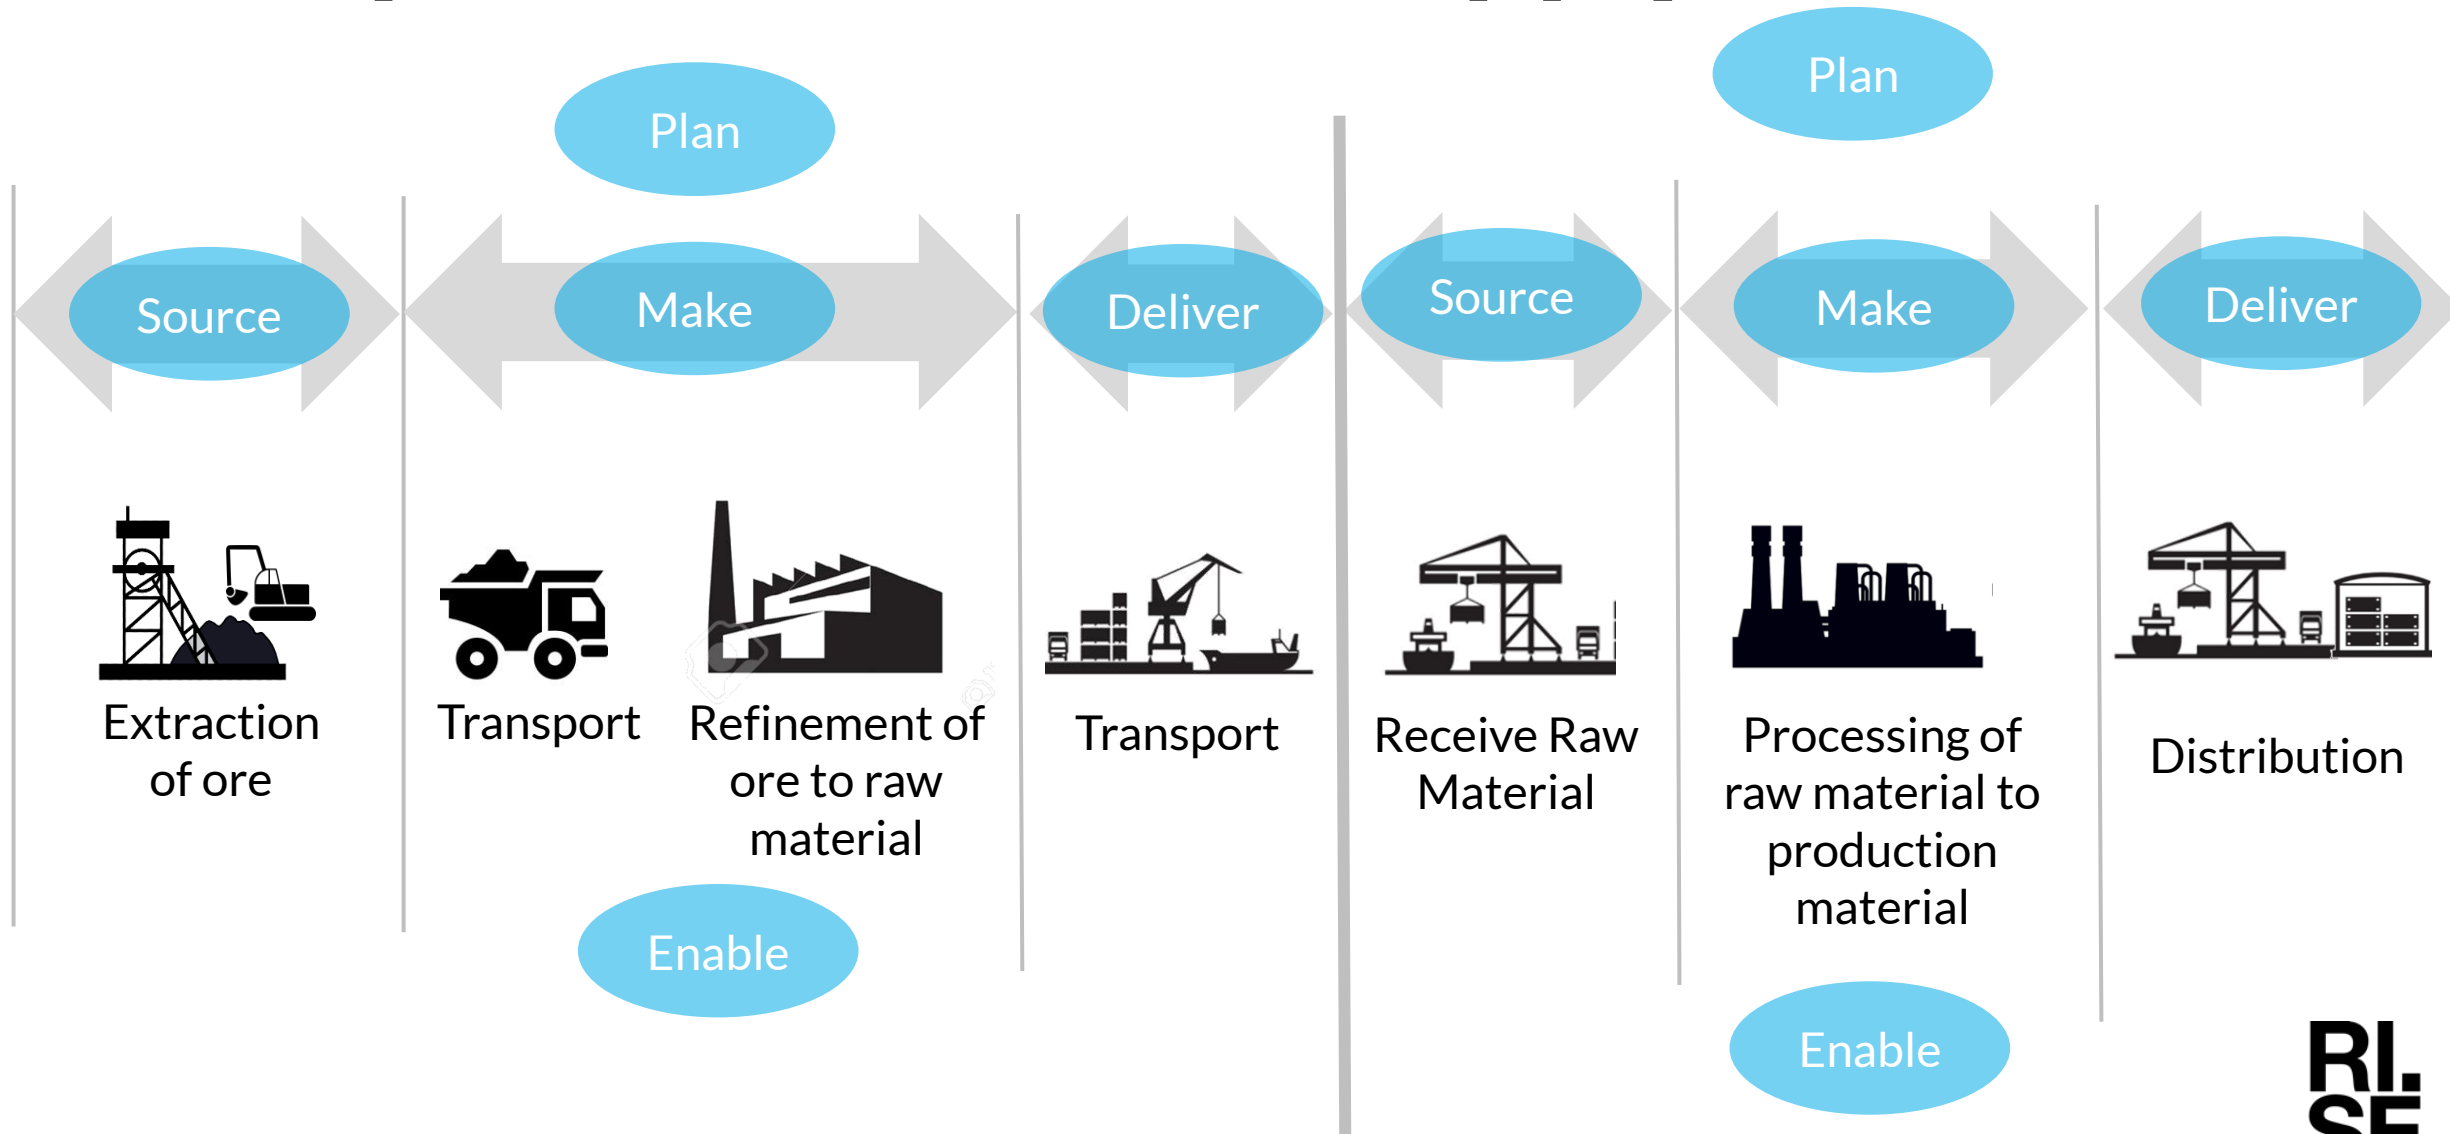 Plan
Source
Make
Deliver
Extraction
of ore
Transport
Refinement of
ore to raw
material
Transport
Enable
Plan
Source
Make
Deliver
Receive Raw
Material
Processing of
raw material to
production
material
Distribution
Enable
RI.
SE